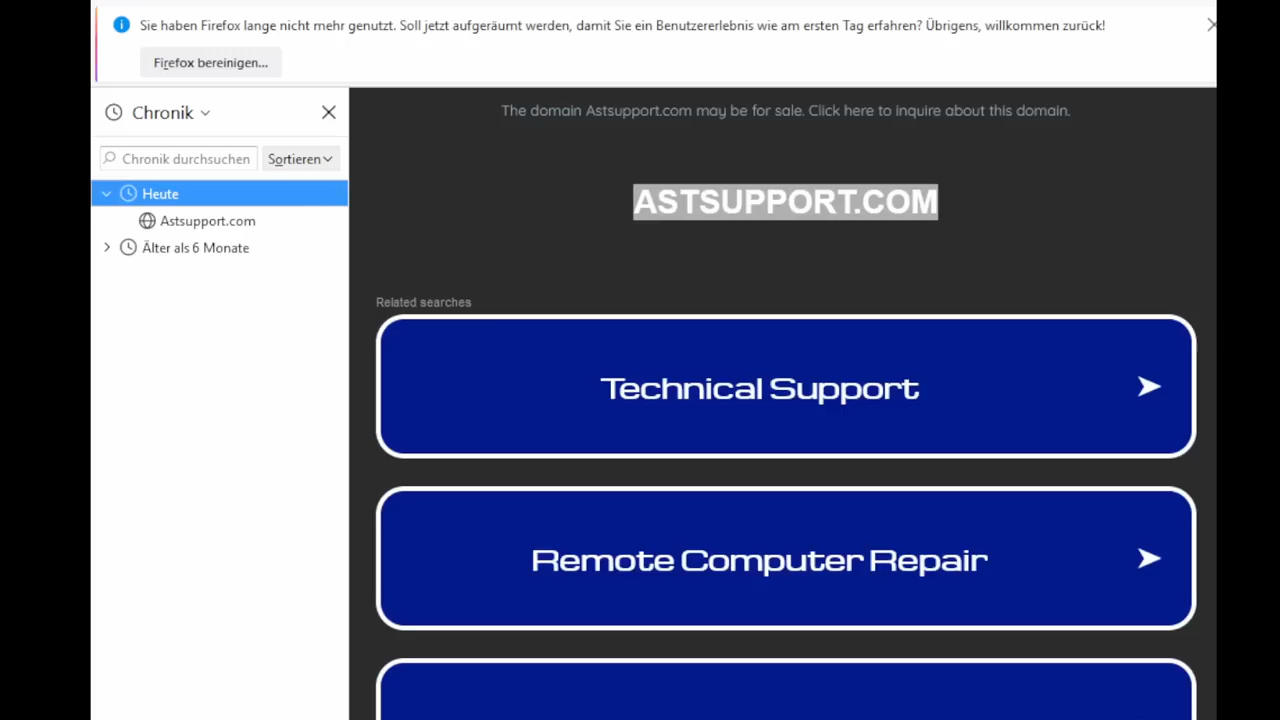 Sie haben Firefox lange nicht mehr genutzt. Soll jetzt aufgeräumt werden, damit Sie ein Benutzererlebnis wie am ersten Tag erfahren? Übrigens, willkommen zurück!
Firefox bereinigen...
Chronik
Chronik durchsuchen
Sortieren
Heute
Astsupport.com
Älter als 6 Monate
The domain Astsupport.com may be for sale. Click here to inquire about this domain.
ASTSUPPORT.COM
Related searches
Technical Support
Remote Computer Repair